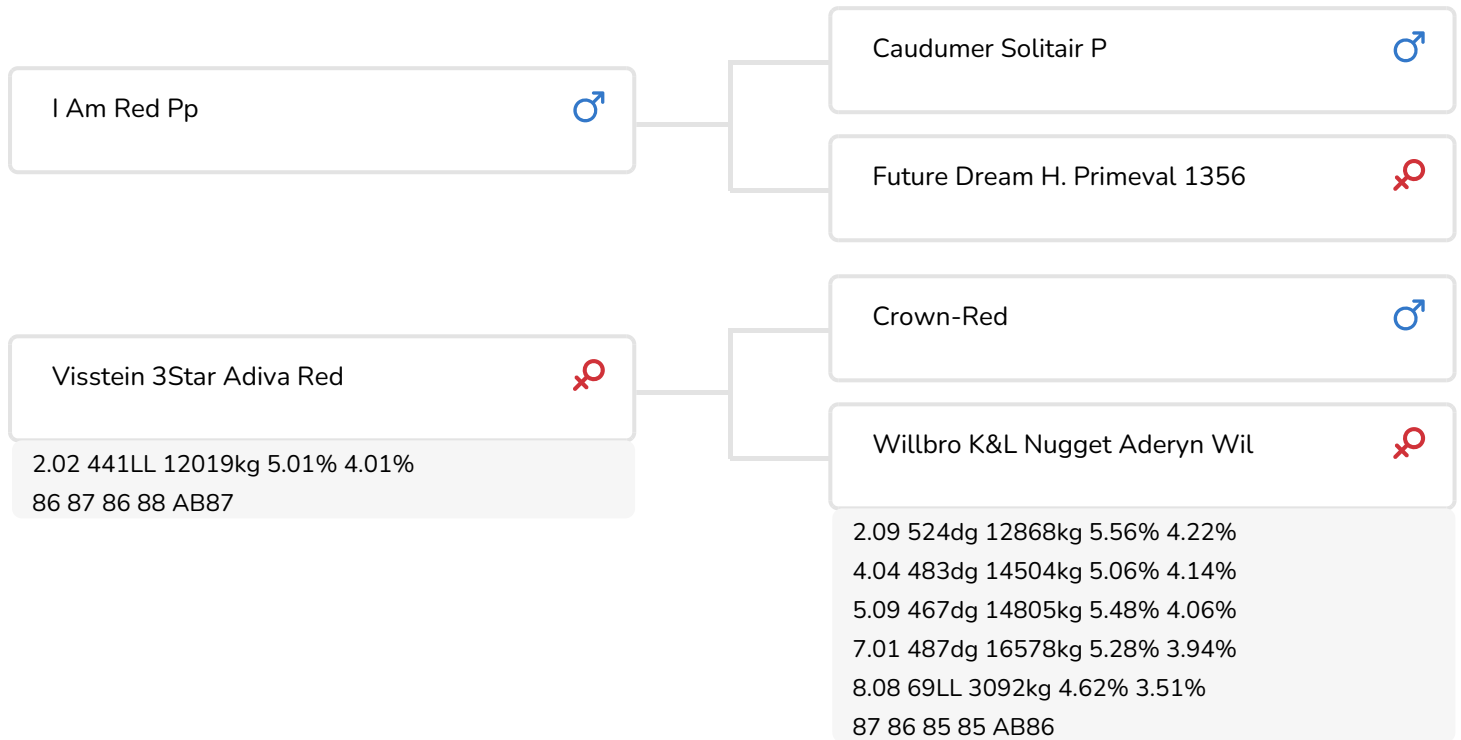 I Am Red Pp
Caudumer Solitair P
Future Dream H. Primeval 1356
Visstein 3Star Adiva Red
2.02 441LL 12019kg 5.01% 4.01%
86 87 86 88 AB87
Crown-Red
Willbro K&L Nugget Aderyn Wil
2.09 524dg 12868kg 5.56% 4.22%
4.04 483dg 14504kg 5.06% 4.14%
5.09 467dg 14805kg 5.48% 4.06%
7.01 487dg 16578kg 5.28% 3.94%
8.08 69LL 3092kg 4.62% 3.51%
87 86 85 85 AB86